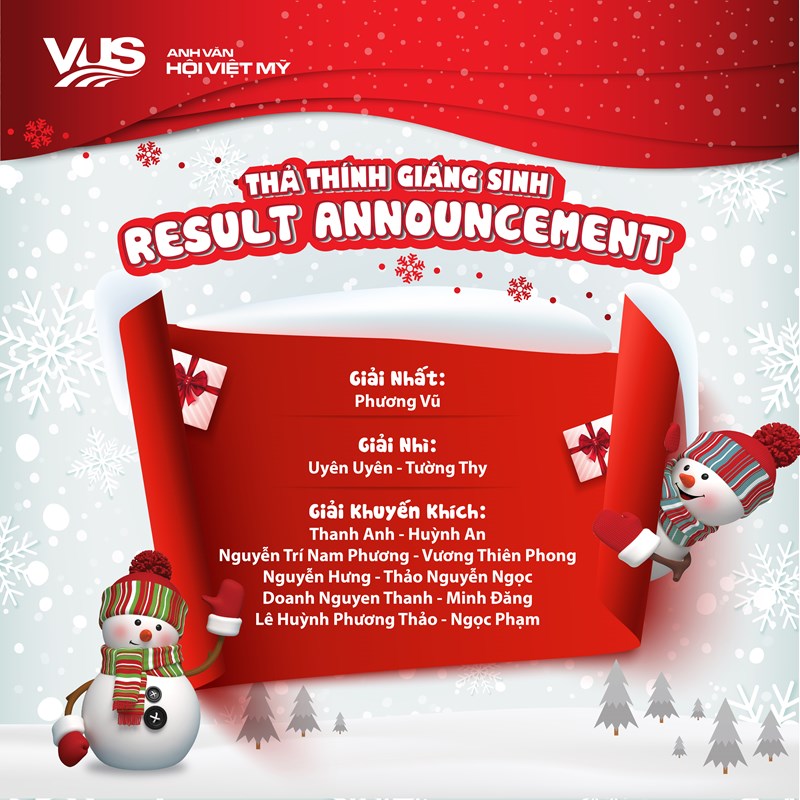 VUS
ANH VĂN
HỘI VIỆT MỸ
THẢ THÍNH GIÁNG SINH
RESULT ANNOUNCEMENT
Giải Nhất:
Phương Vũ
Giải Nhì:
Uyên Uyên - Tường Thy
Giải Khuyến Khích:
Thanh Anh - Huỳnh An
Nguyễn Trí Nam Phương - Vương Thiên Phong
Nguyễn Hưng - Thảo Nguyễn Ngọc
Doanh Nguyen Thanh - Minh Đăng
Lê Huỳnh Phương Thảo - Ngọc Phạm